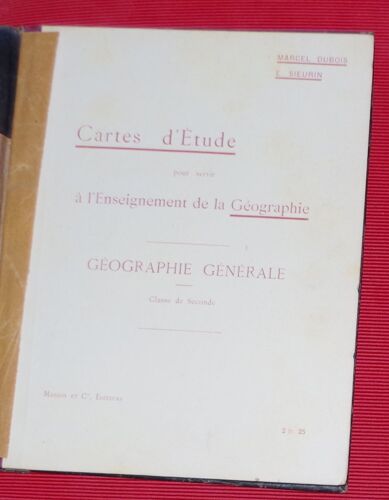 MARCEL DUBOIS
E. SIEURIN
Cartes d'Étude
pour servir
à l'Enseignement de la Géographie
GÉOGRAPHIE GÉNÉRALE
Classe de Seconde
Masson et Cie, Éditeurs
2 fr. 25